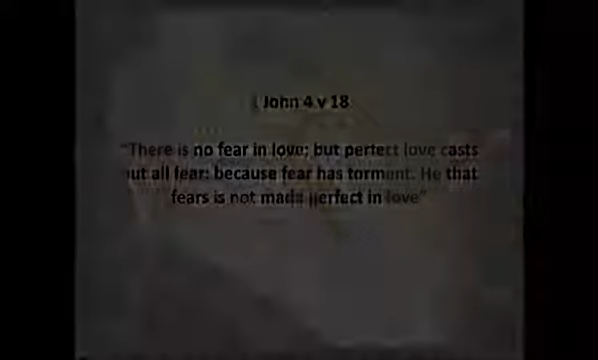 John 4 v 18
"There is no fear in love; but perfect love casts
out all fear: because fear has torment. He that
fears is not made perfect in love"